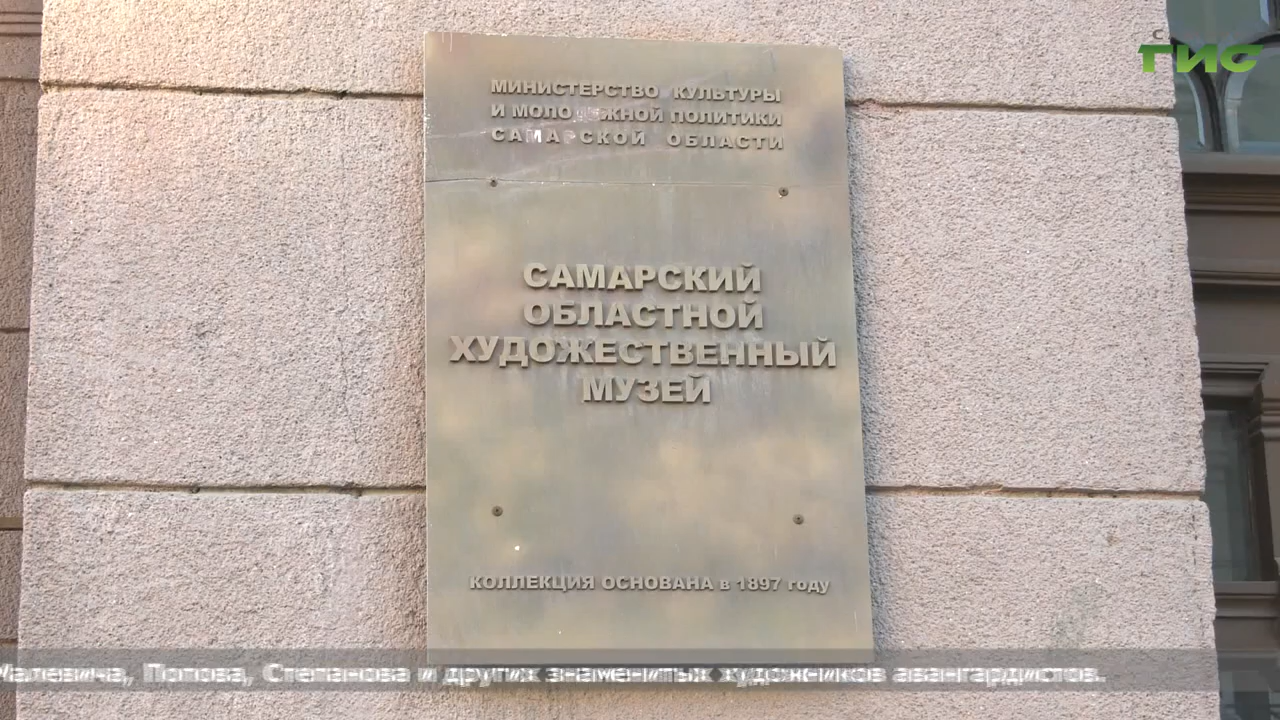 МИНИСТЕРСТВО КУЛЬТУРЫ
И МОЛОДЕЖНОЙ ПОЛИТИКИ
САМАРСКОЙ ОБЛАСТИ
САМАРСКИЙ
ОБЛАСТНОЙ
ХУДОЖЕСТВЕННЫЙ
МУЗЕЙ
КОЛЛЕКЦИЯ ОСНОВАНА в 1897 году
ГИС
Малевича, Попова, Степанова и других знаменитых художников авангардистов.